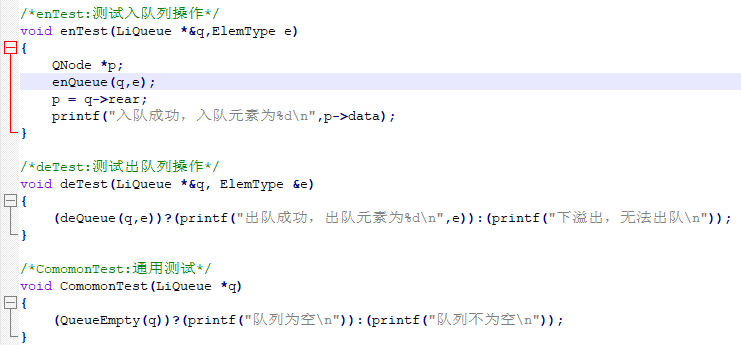 /*enTest:测试入队列操作*/
void enTest(LiQueue *&q,ElemType e)
{
    QNode *p;
    enQueue(q,e);
    p = q->rear;
    printf("入队成功，入队元素为%d\n",p->data);
}
/*deTest:测试出队列操作*/
void deTest(LiQueue *&q, ElemType &e)
{
    (deQueue(q,e))?(printf("出队成功，出队元素为%d\n",e)):(printf("下溢出，无法出队\n"));
}
/*ComomonTest:通用测试*/
void ComomonTest(LiQueue *q)
{
    (QueueEmpty(q))?(printf("队列为空\n")):(printf("队列不为空\n"));
}